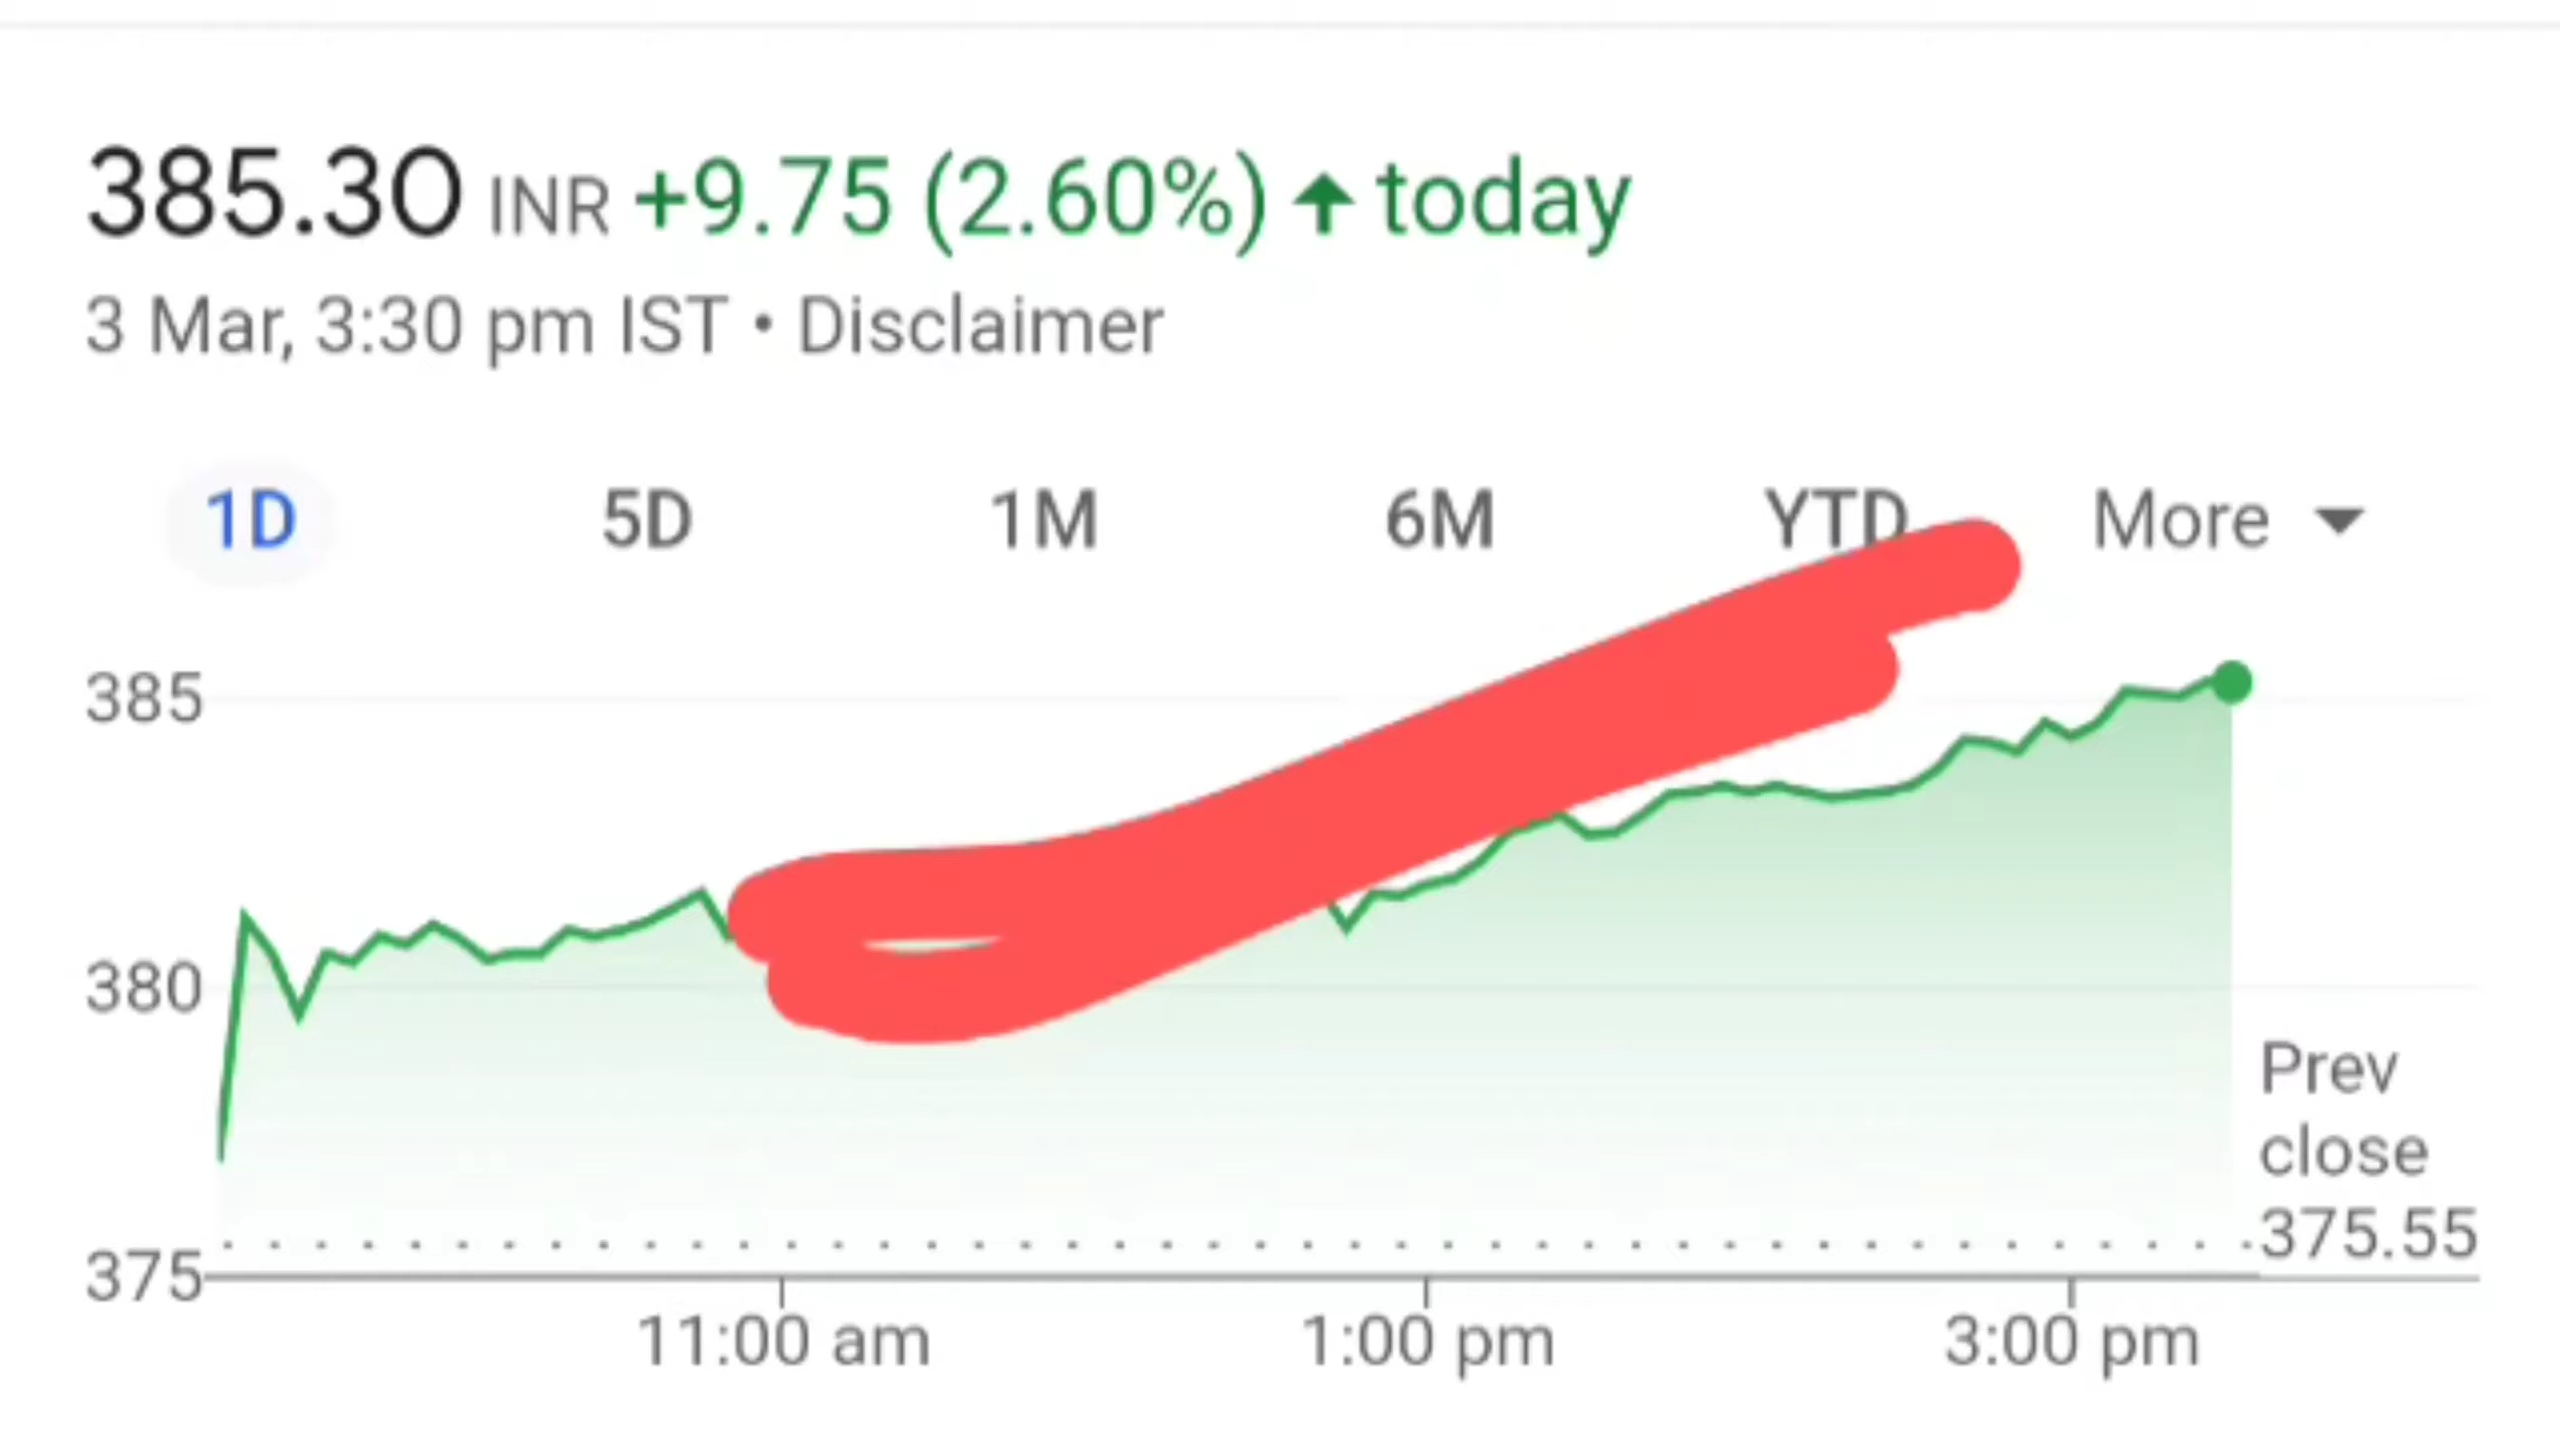 385.30 INR +9.75 (2.60%) ↑ today
3 Mar, 3:30 pm IST • Disclaimer
1D 5D 1M 6M YTD More
385
380
375
Prev
close
375.55
11:00 am 1:00 pm 3:00 pm